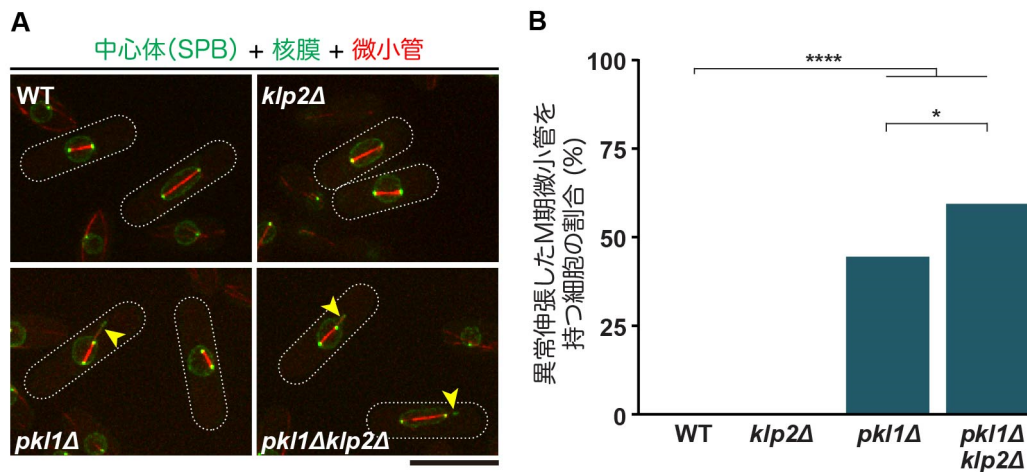 A
中心体(SPB) + 核膜 + 微小管
WT
klp2Δ
pkl1Δ
pkl1Δklp2Δ
B
異常伸張したM期微小管を
持つ細胞の割合 (%)
100
75
50
25
0
****
*
WT
klp2Δ
pkl1Δ
pkl1Δ
klp2Δ